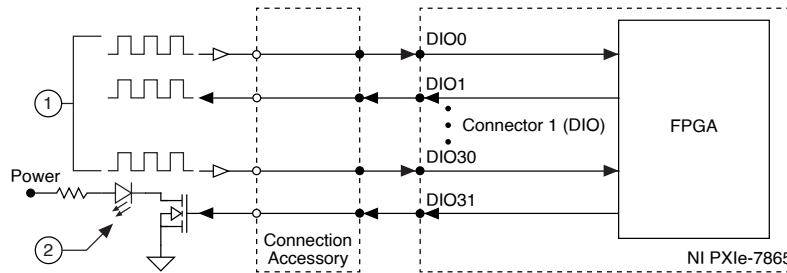 DIO0
1
DIO1
Connector 1 (DIO)
FPGA
DIO30
Power
DIO31
2
Connection
Accessory
NI PXIe-7865